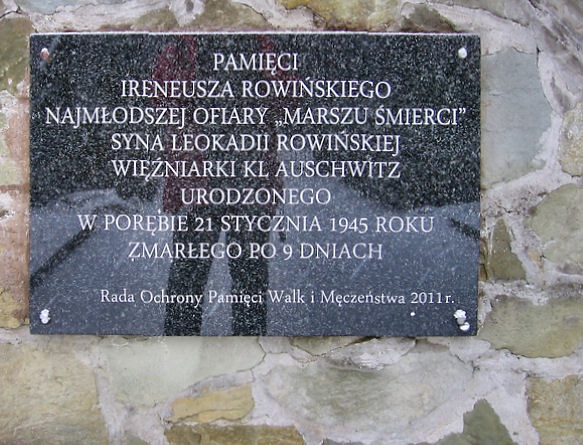 PAMIĘCI
IRENEUSZA ROWIŃSKIEGO
NAJMŁODSZEJ OFIARY „MARSZU ŚMIERCI”
SYNA LEOKADII ROWIŃSKIEJ
WIĘŹNIARKI KL AUSCHWITZ
URODZONEGO
W PORĘBIE 21 STYCZNIA 1945 ROKU
ZMARŁEGO PO 9 DNIACH
Rada Ochrony Pamięci Walk i Męczeństwa 2011r.